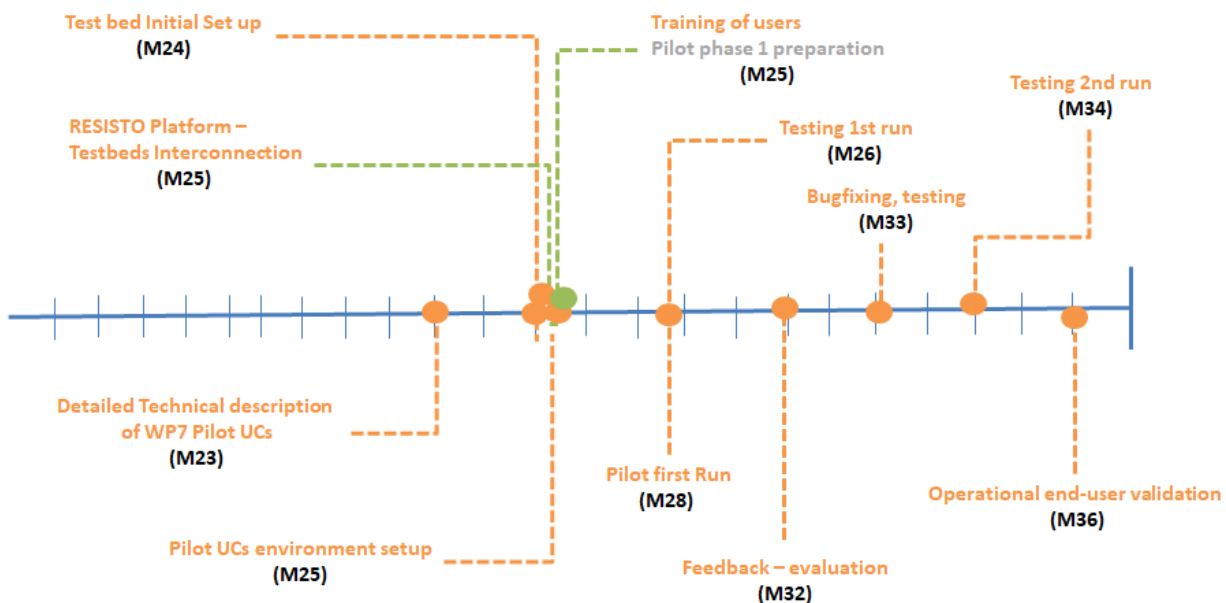 Test bed Initial Set up
(M24)
Training of users
Pilot phase 1 preparation
(M25)
Testing 2nd run
(M34)
RESISTO Platform –
Testbeds Interconnection
(M25)
Testing 1st run
(M26)
Bugfixing, testing
(M33)
Detailed Technical description
of WP7 Pilot UCs
(M23)
Pilot first Run
(M28)
Operational end-user validation
(M36)
Pilot UCs environment setup
(M25)
Feedback – evaluation
(M32)